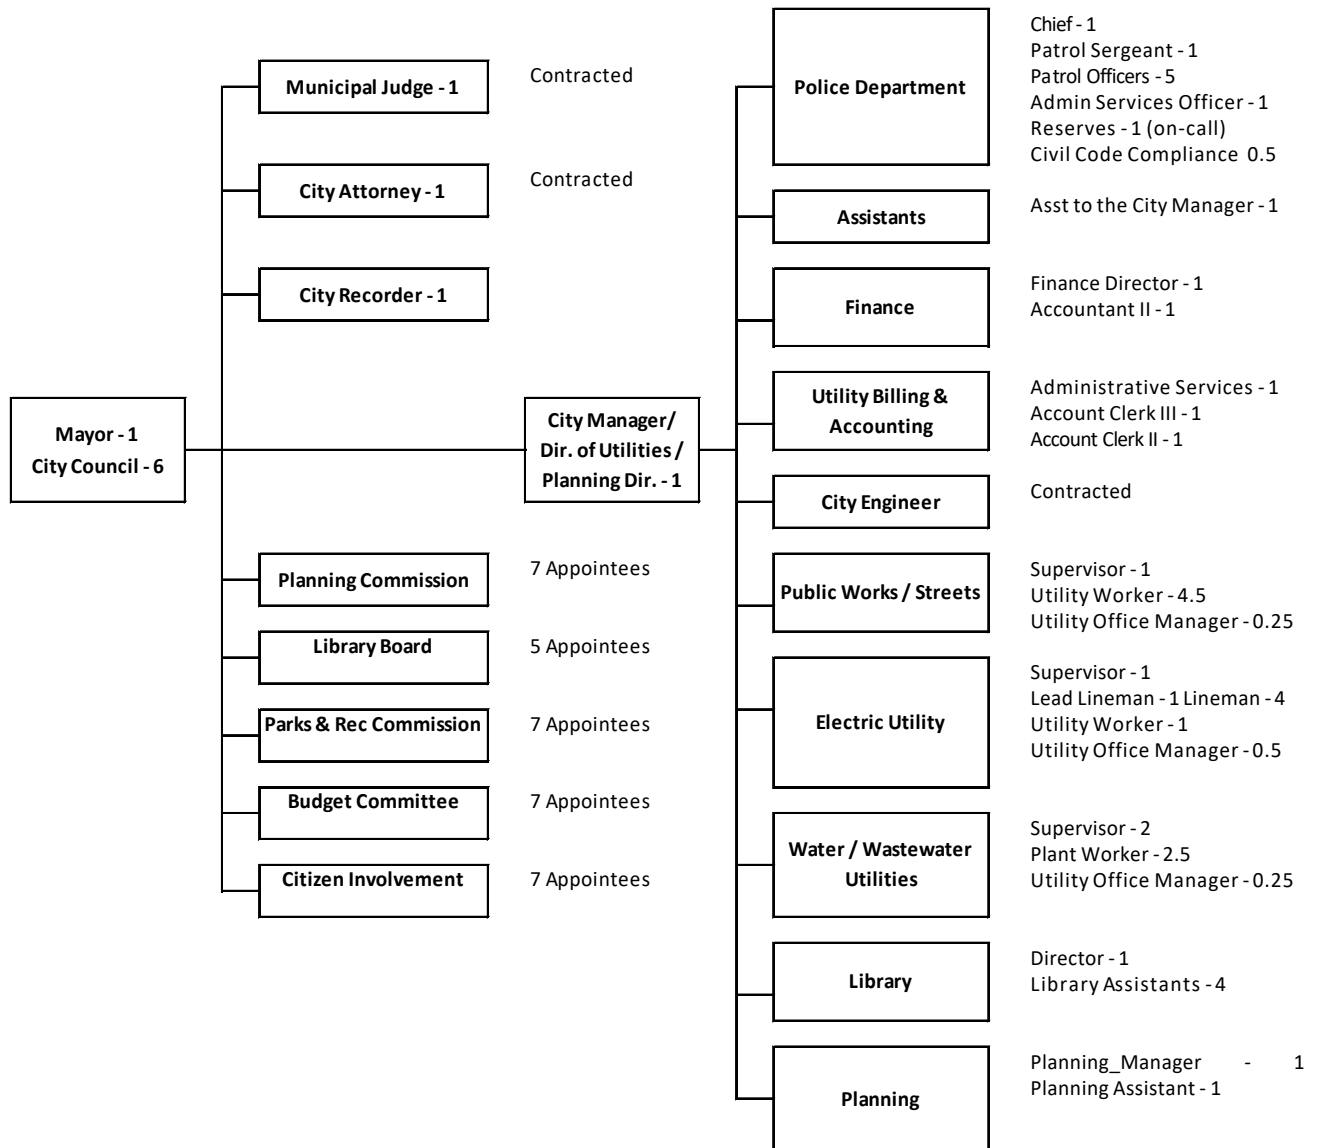 Mayor - 1
City Council - 6
Municipal Judge - 1
Contracted
City Attorney - 1
Contracted
City Recorder - 1
City Manager/
Dir. of Utilities /
Planning Dir. - 1
Planning Commission
7 Appointees
Library Board
5 Appointees
Parks & Rec Commission
7 Appointees
Budget Committee
7 Appointees
Citizen Involvement
7 Appointees
Police Department
Chief - 1
Patrol Sergeant - 1
Patrol Officers - 5
Admin Services Officer - 1
Reserves - 1 (on-call)
Civil Code Compliance 0.5
Assistants
Asst to the City Manager - 1
Finance
Finance Director - 1
Accountant II - 1
Utility Billing &
Accounting
Administrative Services - 1
Account Clerk III - 1
Account Clerk II - 1
City Engineer
Contracted
Public Works / Streets
Supervisor - 1
Utility Worker - 4.5
Utility Office Manager - 0.25
Electric Utility
Supervisor - 1
Lead Lineman - 1 Lineman - 4
Utility Worker - 1
Utility Office Manager - 0.5
Water / Wastewater
Utilities
Supervisor - 2
Plant Worker - 2.5
Utility Office Manager - 0.25
Library
Director - 1
Library Assistants - 4
Planning
Planning_Manager - 1
Planning Assistant - 1